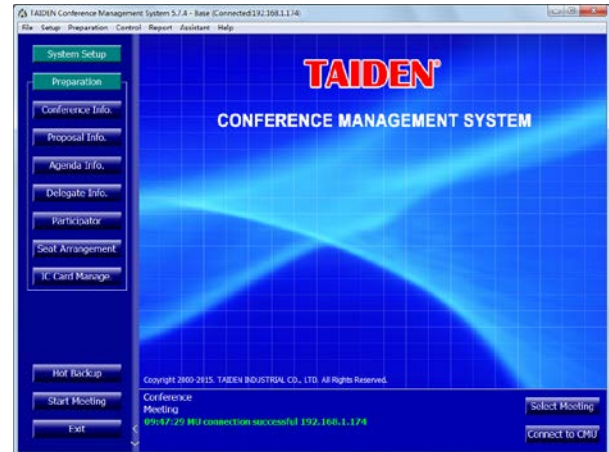 TAIDEN Conference Management System 5.7.A - Base (Connected:192.168.1.174)
File Setup Preparation Control Report Assistant Help
System Setup
Preparation
Conference Info.
Proposal Info.
Agenda Info.
Delegate Info.
Participator
Seat Arrangement
IC Card Manage
Hot Backup
Start Meeting
Exit
TAIDEN®
CONFERENCE MANAGEMENT SYSTEM
Copyright 2000-2015. TAIDEN INDUSTRIAL CO., LTD. All Rights Reserved.
Conference
Meeting
09:47:29 MU connection successful 192.168.1.174
Select Meeting
Connect to CMU